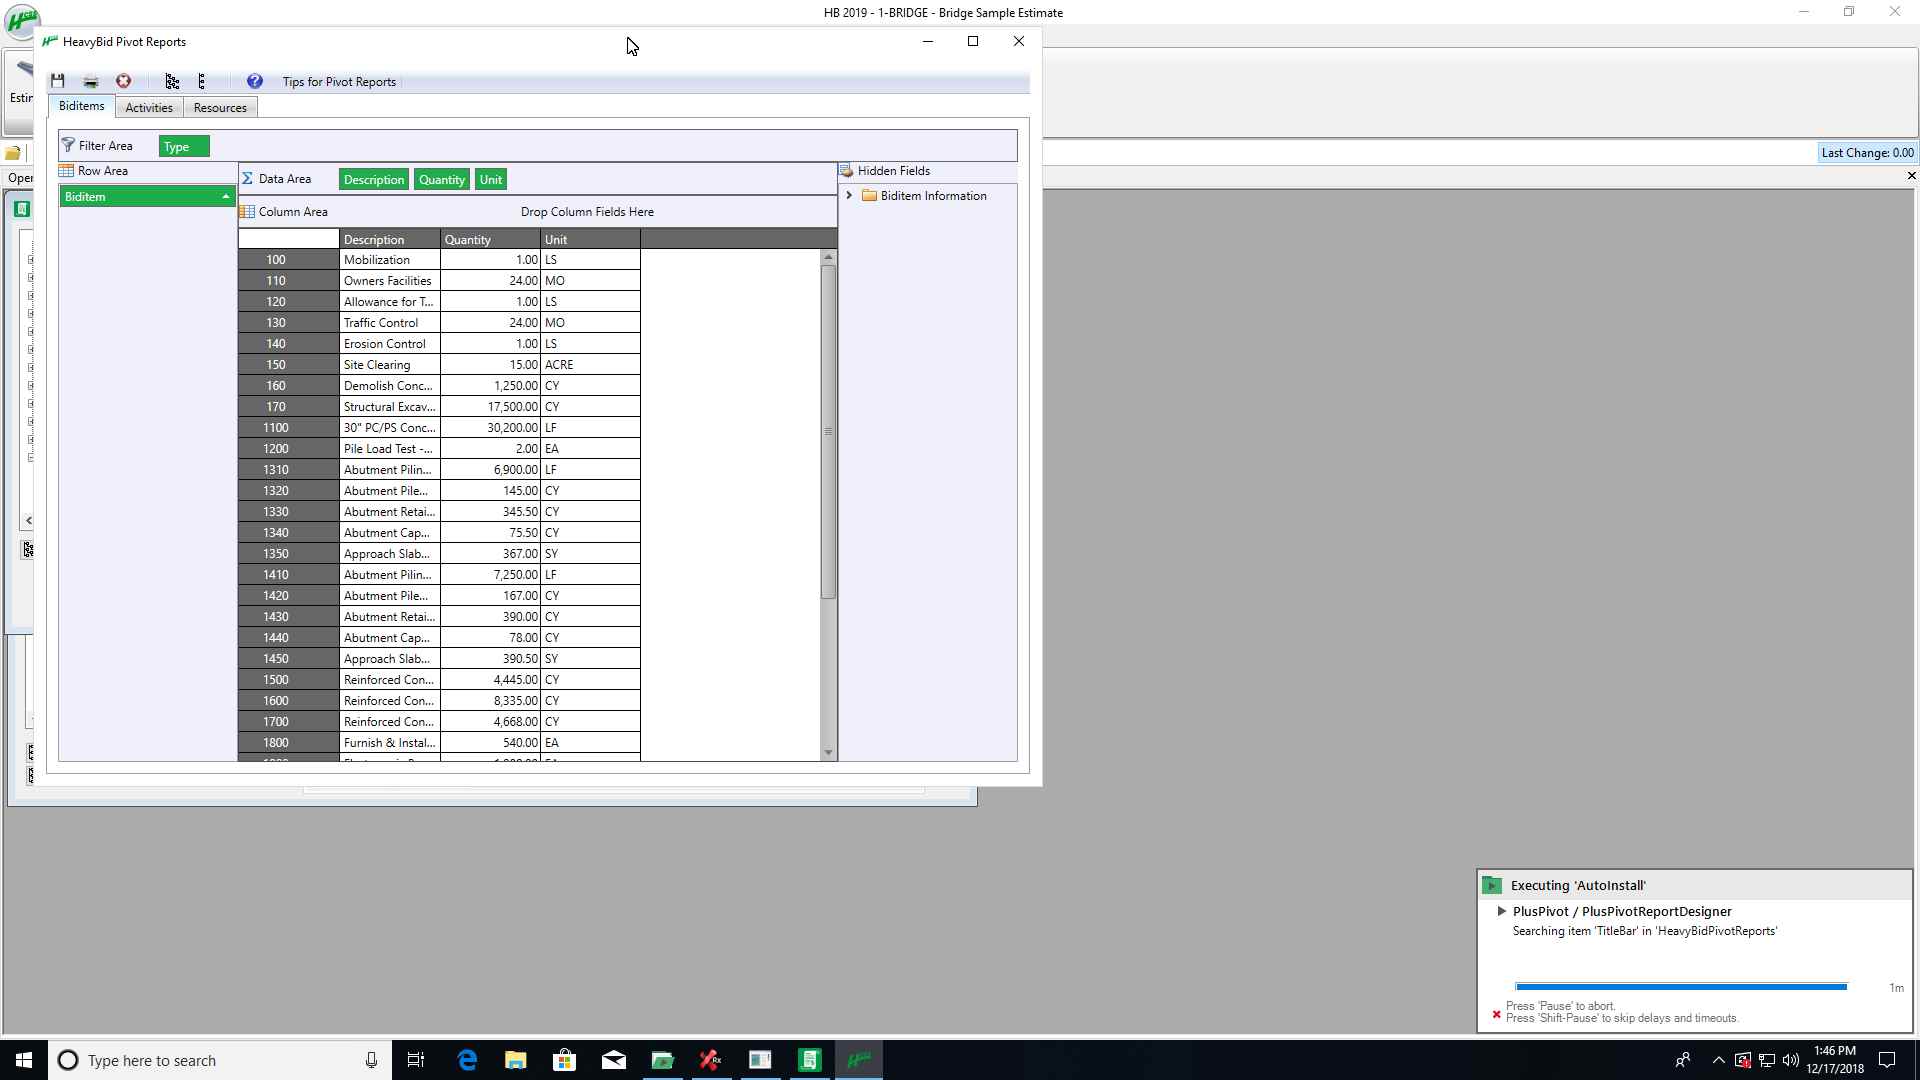 HB 2019 - 1-BRIDGE - Bridge Sample Estimate
HeavyBid Pivot Reports
Tips for Pivot Reports
Estin
Biditems
Activities
Resources
Filter Area
Type
Last Change: 0.00
Oper
Row Area
Biditem
Data Area
Description
Quantity
Unit
Hidden Fields
Biditem Information
Column Area
Drop Column Fields Here
Description Quantity Unit
100 Mobilization 1.00 LS
110 Owners Facilities 24.00 MO
120 Allowance for T... 1.00 LS
130 Traffic Control 24.00 MO
140 Erosion Control 1.00 LS
150 Site Clearing 15.00 ACRE
160 Demolish Conc... 1,250.00 CY
170 Structural Excav... 17,500.00 CY
1100 30" PC/PS Conc... 30,200.00 LF
1200 Pile Load Test -... 2.00 EA
1310 Abutment Pilin... 6,900.00 LF
1320 Abutment Pile... 145.00 CY
1330 Abutment Retai... 345.50 CY
1340 Abutment Cap... 75.50 CY
1350 Approach Slab... 367.00 SY
1410 Abutment Pilin... 7,250.00 LF
1420 Abutment Pile... 167.00 CY
1430 Abutment Retai... 390.00 CY
1440 Abutment Cap... 78.00 CY
1450 Approach Slab... 390.50 SY
1500 Reinforced Con... 4,445.00 CY
1600 Reinforced Con... 8,335.00 CY
1700 Reinforced Con... 4,668.00 CY
1800 Furnish & Instal... 540.00 EA
Executing 'AutoInstall'
PlusPivot / PlusPivotReportDesigner
Searching item 'TitleBar' in 'HeavyBidPivotReports'
1m
Press 'Pause' to abort.
Press 'Shift-Pause' to skip delays and timeouts.
Type here to search
1:46 PM
12/17/2018